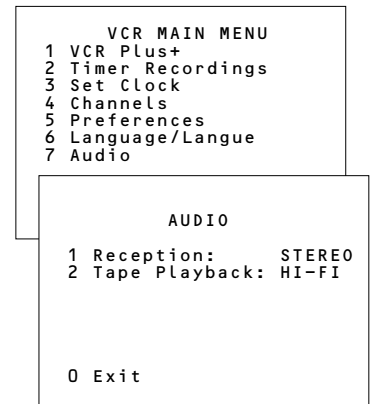 VCR MAIN MENU
1 VCR Plus+
2 Timer Recordings
3 Set Clock
4 Channels
5 Preferences
6 Language/Langue
7 Audio
AUDIO
1 Reception: STEREO
2 Tape Playback: HI-FI
0 Exit